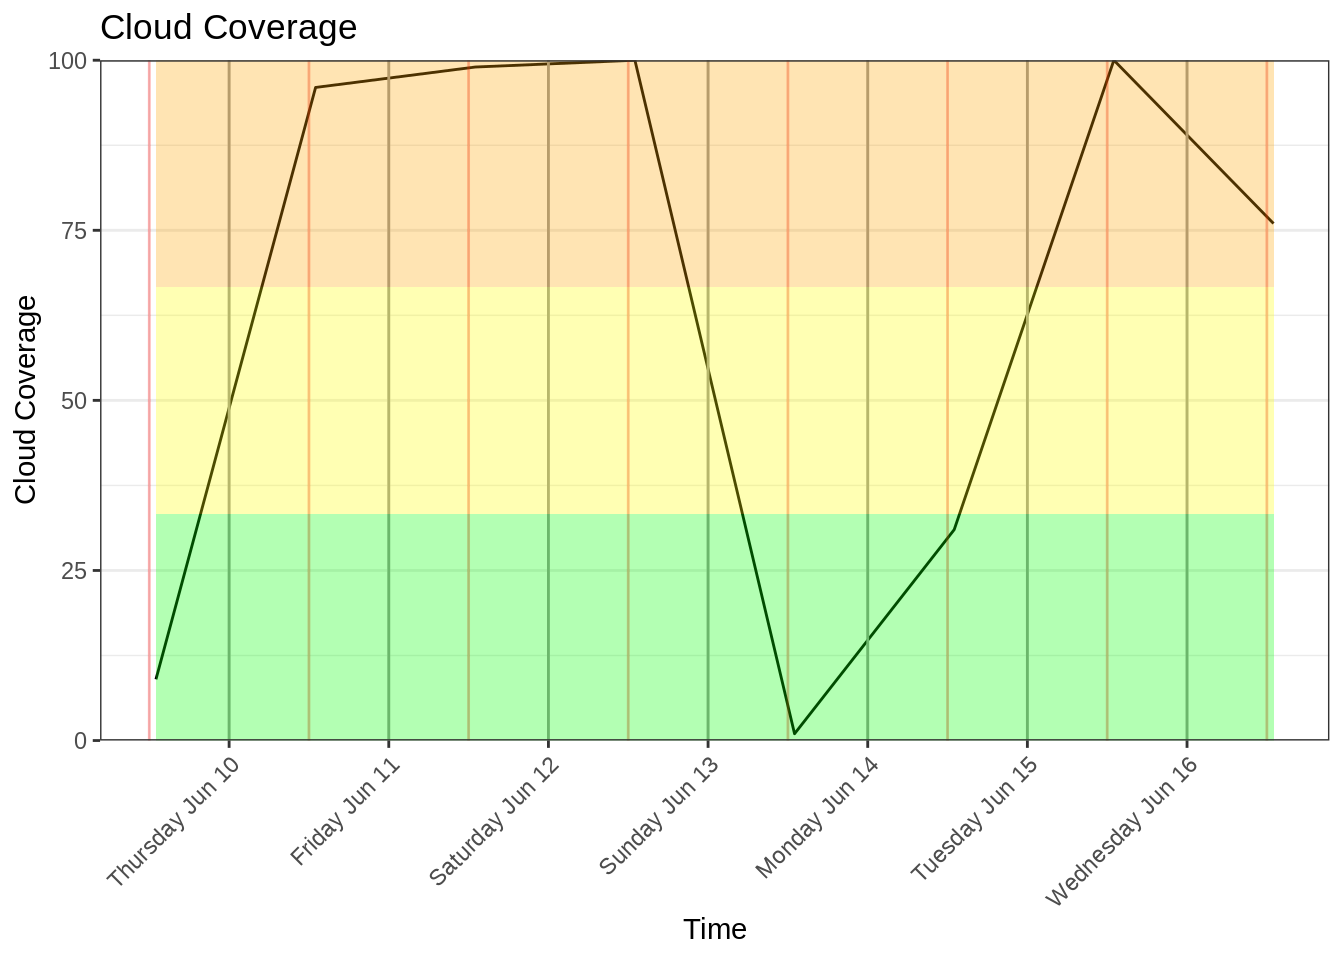 Cloud Coverage
100
75
50
25
0
Cloud Coverage
Thursday Jun 10
Friday Jun 11
Saturday Jun 12
Sunday Jun 13
Monday Jun 14
Tuesday Jun 15
Wednesday Jun 16
Time